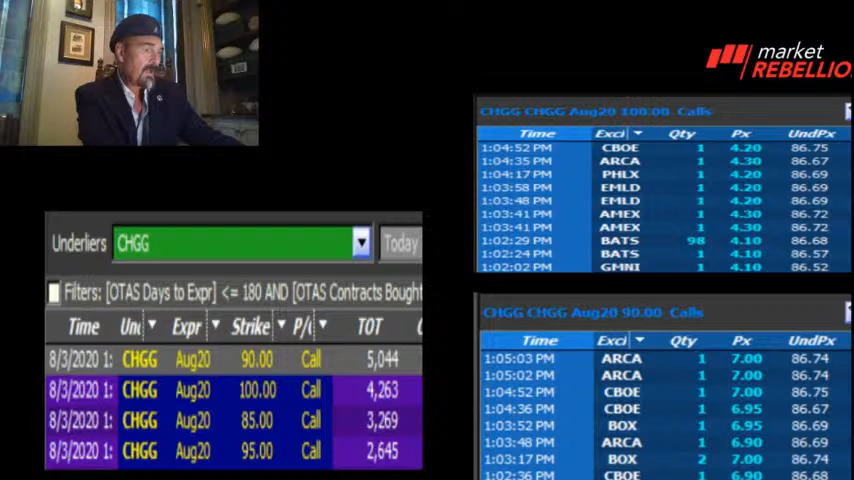 market
REBELLIO
CHGG CHGG Aug20 100.00 Calls
Time Exc Qty Px UndPx
1:04:52 PM CBOE 1 4.20 86.75
1:04:35 PM ARCA 1 4.30 86.67
1:04:17 PM PHLX 1 4.20 86.69
1:03:58 PM EMLD 1 4.20 86.69
1:03:48 PM EMLD 1 4.20 86.69
1:03:41 PM AMEX 1 4.30 86.72
1:03:41 PM AMEX 1 4.30 86.72
1:02:29 PM BATS 98 4.10 86.68
1:02:24 PM BATS 1 4.10 86.57
1:02:02 PM GMNI 1 4.10 86.52
Underliers CHGG Today
Filters: [OTAS Days to Expr] <= 180 AND [OTAS Contracts Bought
Time Un Expr Strike P/ TOT
8/3/2020 1: CHGG Aug20 90.00 Call 5,044
8/3/2020 1: CHGG Aug20 100.00 Call 4,263
8/3/2020 1: CHGG Aug20 85.00 Call 3,269
8/3/2020 1: CHGG Aug20 95.00 Call 2,645
CHGG CHGG Aug20 90.00 Calls
Time Exc Qty Px UndPx
1:05:03 PM ARCA 1 7.00 86.74
1:05:02 PM ARCA 1 7.00 86.74
1:04:52 PM CBOE 1 7.00 86.75
1:04:36 PM CBOE 1 6.95 86.67
1:03:52 PM BOX 1 6.95 86.69
1:03:48 PM ARCA 1 6.90 86.69
1:03:17 PM BOX 2 7.00 86.74
1:02:36 PM CBOE 1 6.90 86.68